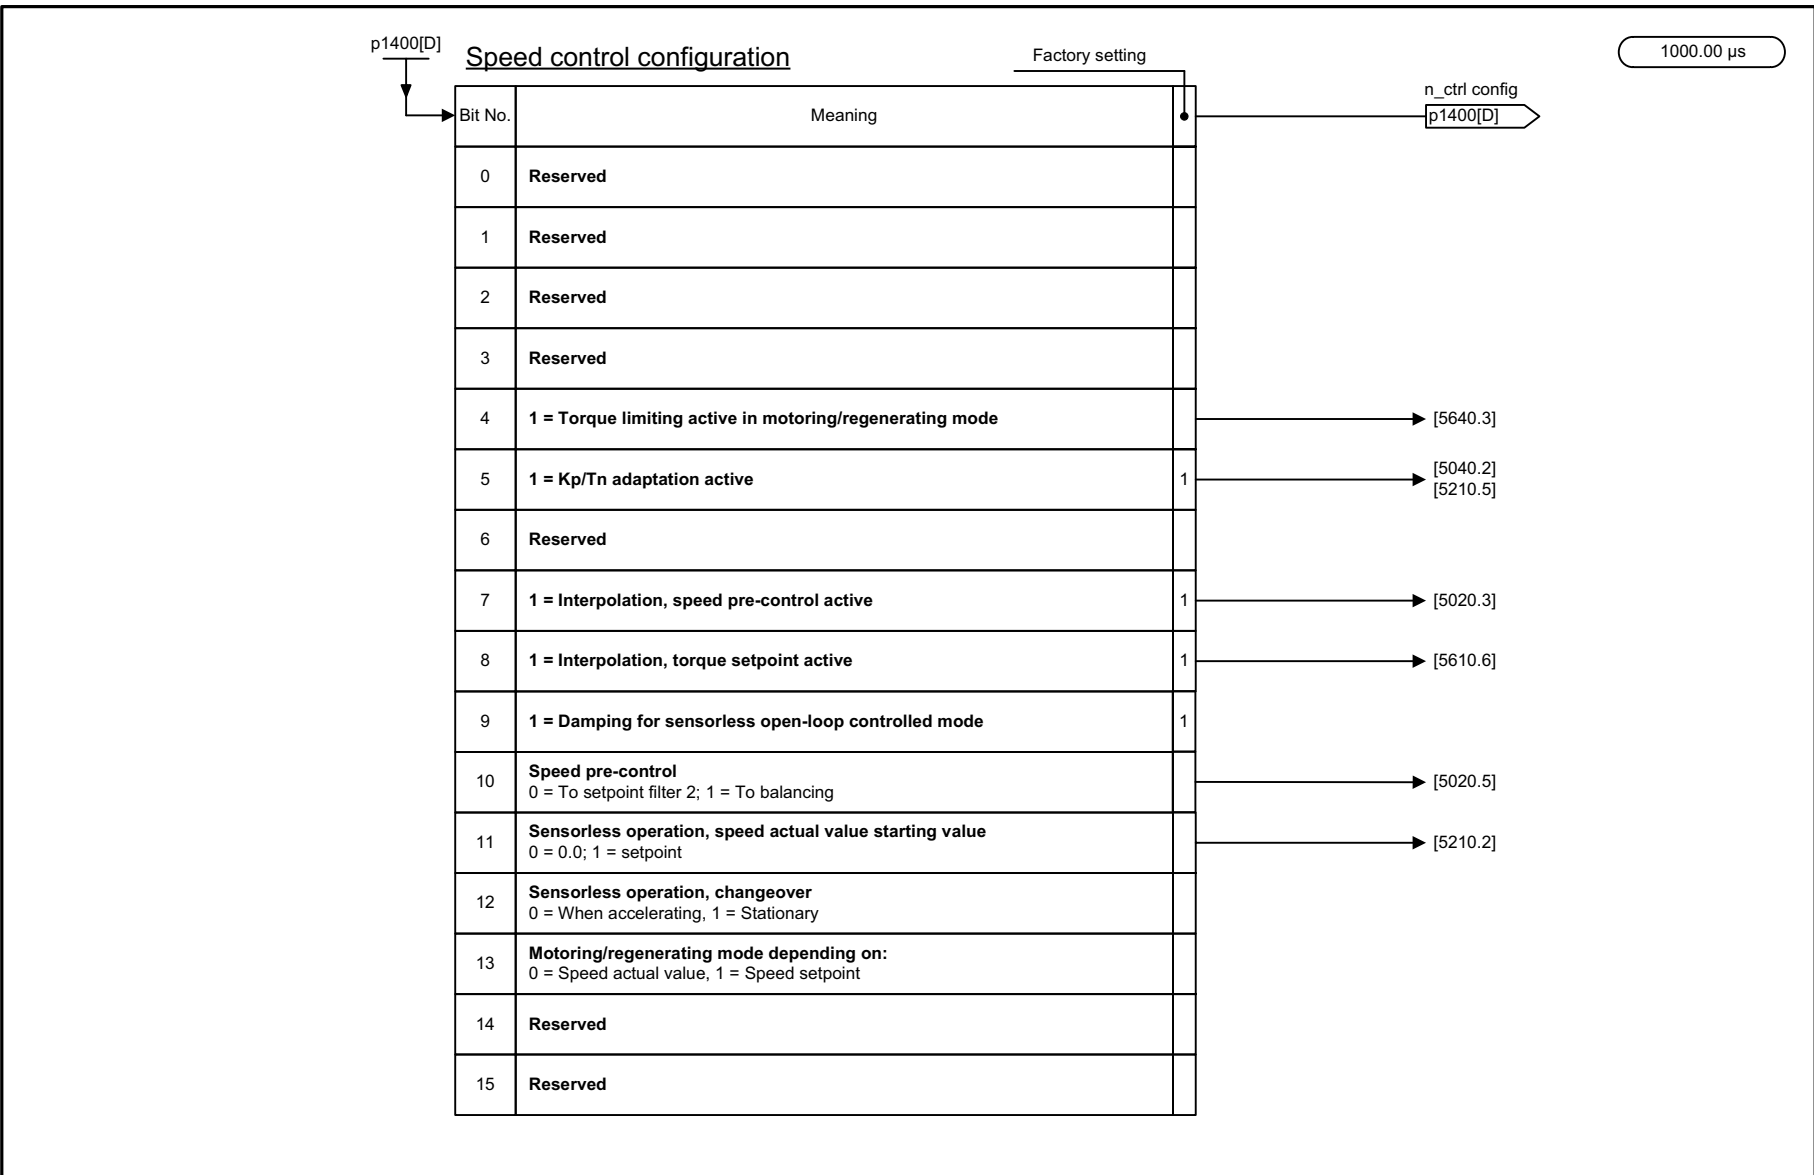 p1400[D]
Speed control configuration
Factory setting
1000.00 µs
n_ctrl config
Bit No.
Meaning
p1400[D]
0
Reserved
1
Reserved
2
Reserved
3
Reserved
4
1 = Torque limiting active in motoring/regenerating mode
[5640.3]
5
1 = Kp/Tn adaptation active
1
[5040.2]
[5210.5]
6
Reserved
7
1 = Interpolation, speed pre-control active
1
[5020.3]
8
1 = Interpolation, torque setpoint active
1
[5610.6]
9
1 = Damping for sensorless open-loop controlled mode
1
10
Speed pre-control
0 = To setpoint filter 2; 1 = To balancing
[5020.5]
11
Sensorless operation, speed actual value starting value
0 = 0.0; 1 = setpoint
[5210.2]
12
Sensorless operation, changeover
0 = When accelerating, 1 = Stationary
13
Motoring/regenerating mode depending on:
0 = Speed actual value, 1 = Speed setpoint
14
Reserved
15
Reserved